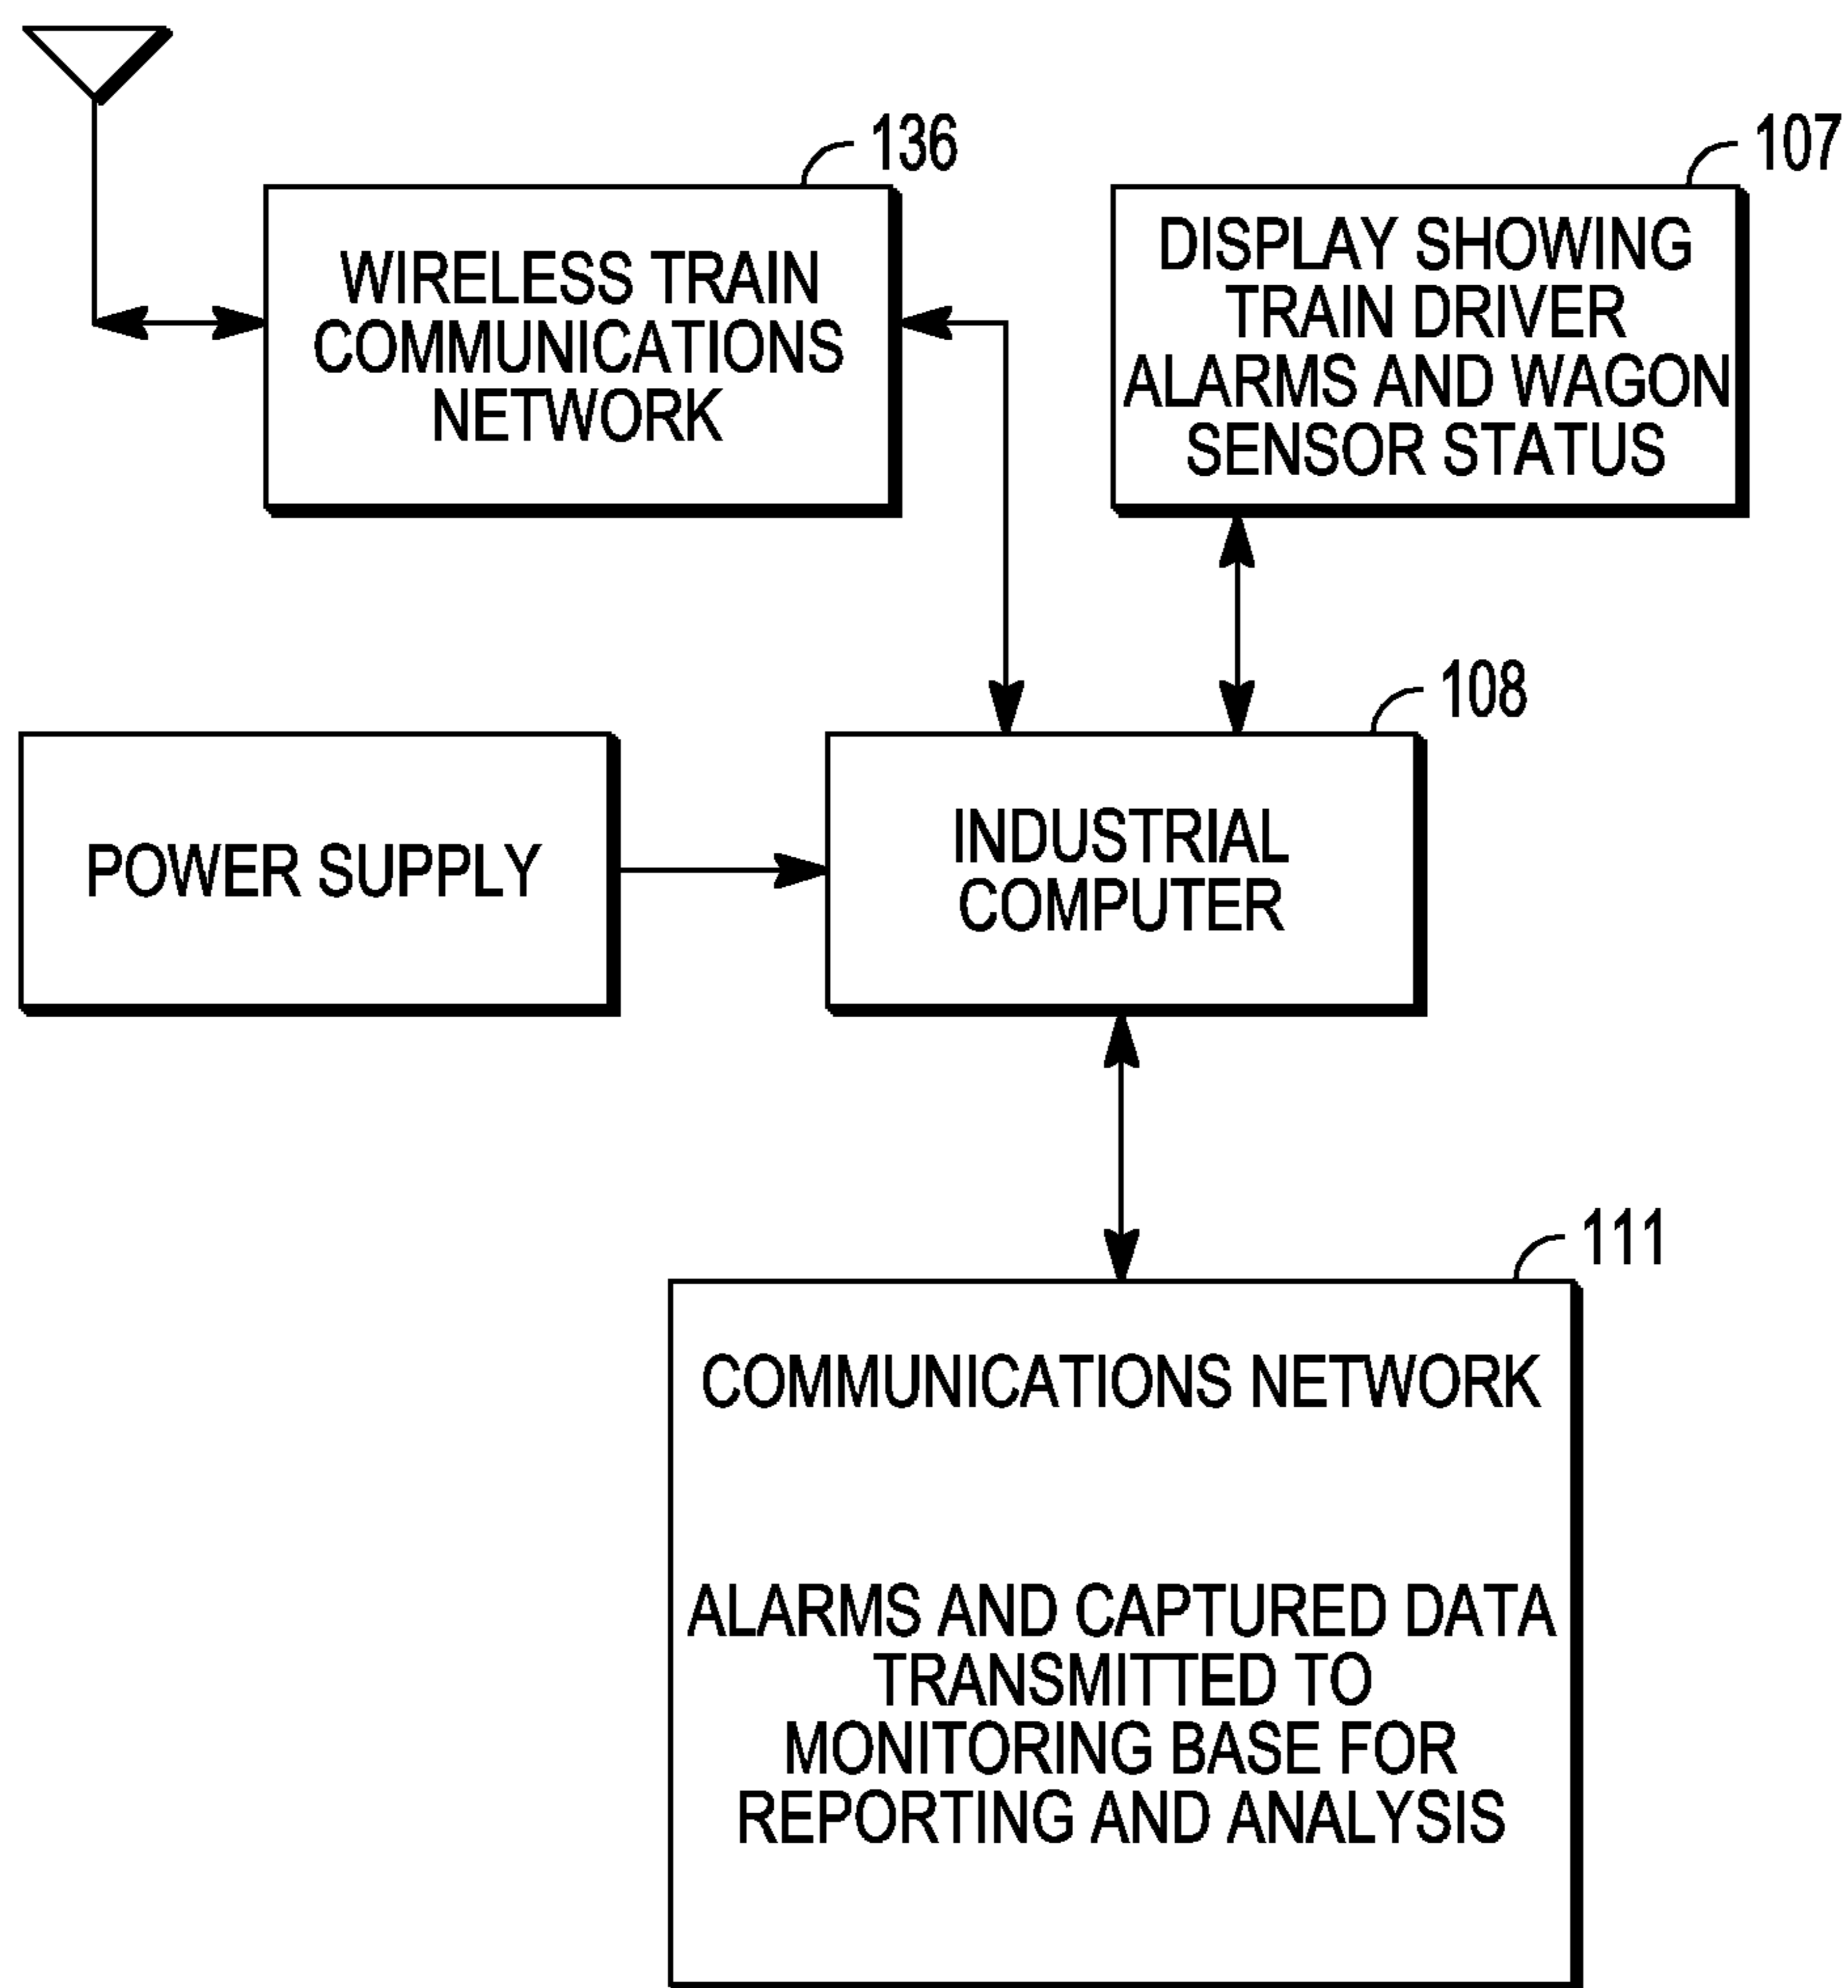 136
WIRELESS TRAIN
COMMUNICATIONS
NETWORK
107
DISPLAY SHOWING
TRAIN DRIVER
ALARMS AND WAGON
SENSOR STATUS
POWER SUPPLY
108
INDUSTRIAL
COMPUTER
111
COMMUNICATIONS NETWORK
ALARMS AND CAPTURED DATA
TRANSMITTED TO
MONITORING BASE FOR
REPORTING AND ANALYSIS